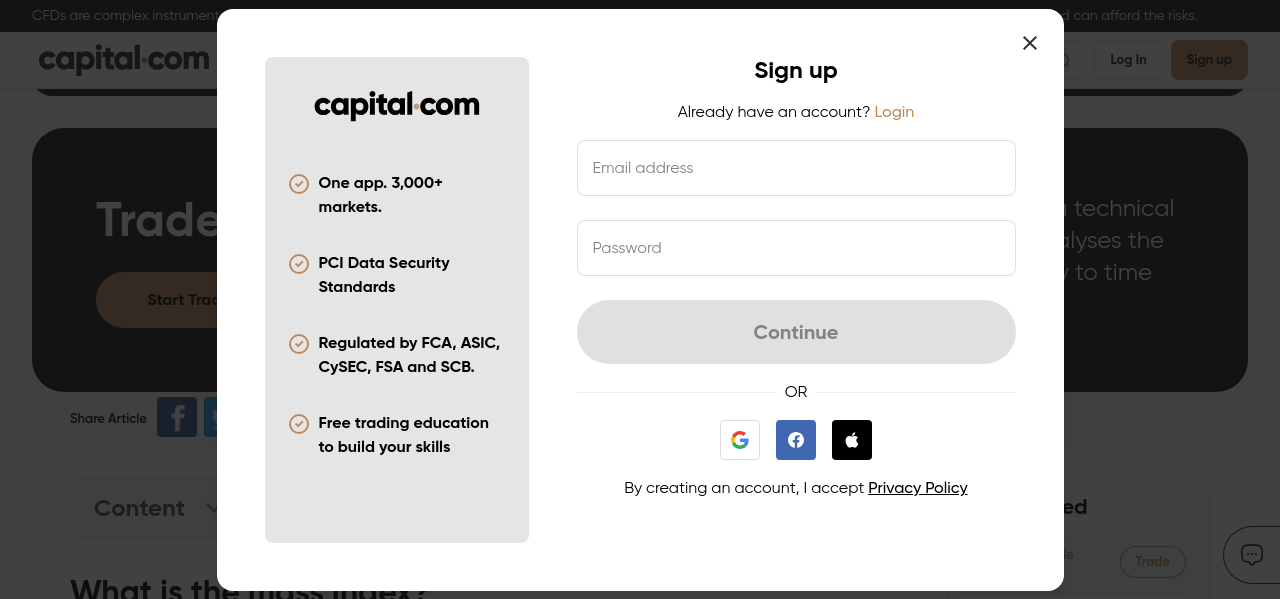 CFDs are complex instrument
d can afford the risks.
capital.com
Log In
Sign up
Trade
Start Trad
a technical
alyses the
y to time
Share Article
Content
What is the mass index?
ed
Trade
Sign up
Already have an account? Login
capital.com
One app. 3,000+
markets.
PCI Data Security
Standards
Regulated by FCA, ASIC,
CySEC, FSA and SCB.
Free trading education
to build your skills
Email address
Password
Continue
OR
By creating an account, I accept Privacy Policy